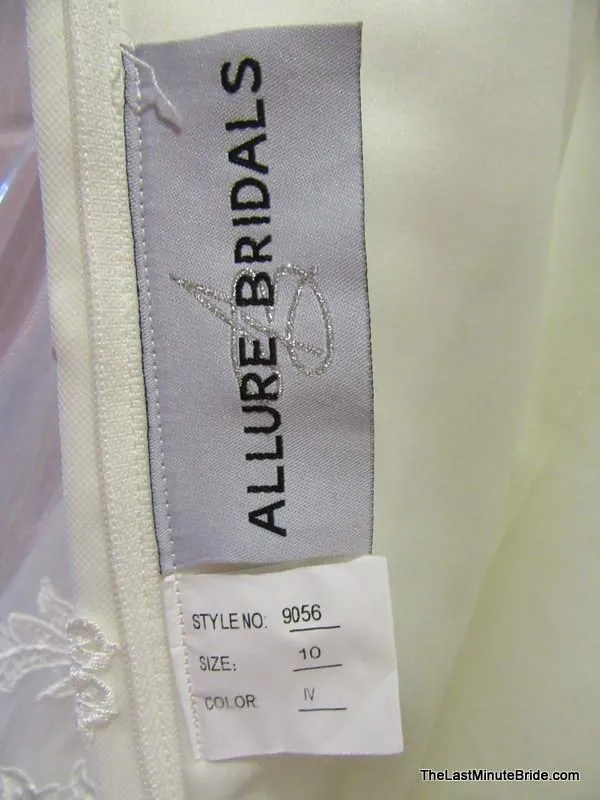 ALLURE BRIDALS
STYLE NO: 9056
SIZE: 10
COLOR IV
TheLastMinuteBride.com